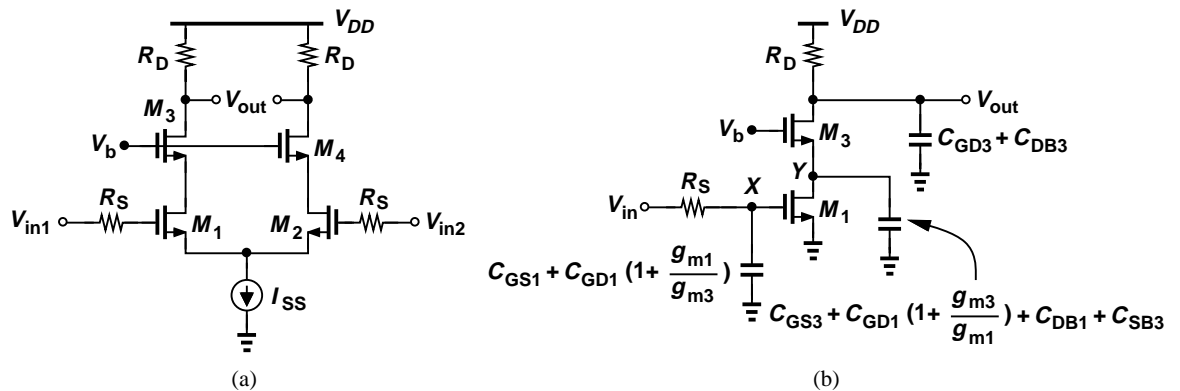 V_DD
R_D R_D
M_3 V_out
V_b M_4
R_S R_S
V_in1 M_1 M_2 V_in2
I_SS
(a)
V_DD
R_D
V_out
V_b M_3
C_GD3 + C_DB3
R_S X Y
V_in M_1
C_GS1 + C_GD1 (1+ g_m1/g_m3)
C_GS3 + C_GD1 (1+ g_m3/g_m1) + C_DB1 + C_SB3
(b)